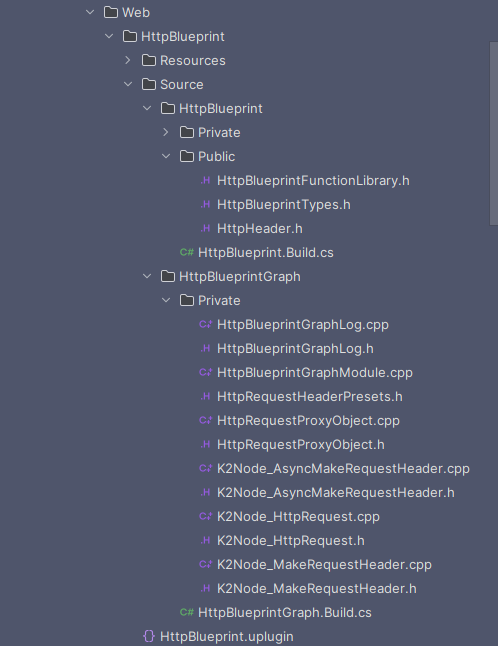 Web
HttpBlueprint
Resources
Source
HttpBlueprint
Private
Public
.H HttpBlueprintFunctionLibrary.h
.H HttpBlueprintTypes.h
.H HttpHeader.h
C# HttpBlueprint.Build.cs
HttpBlueprintGraph
Private
C++ HttpBlueprintGraphLog.cpp
.H HttpBlueprintGraphLog.h
C++ HttpBlueprintGraphModule.cpp
.H HttpRequestHeaderPresets.h
C++ HttpRequestProxyObject.cpp
.H HttpRequestProxyObject.h
C++ K2Node_AsyncMakeRequestHeader.cpp
.H K2Node_AsyncMakeRequestHeader.h
C++ K2Node_HttpRequest.cpp
.H K2Node_HttpRequest.h
C++ K2Node_MakeRequestHeader.cpp
.H K2Node_MakeRequestHeader.h
C# HttpBlueprintGraph.Build.cs
{} HttpBlueprint.uplugin